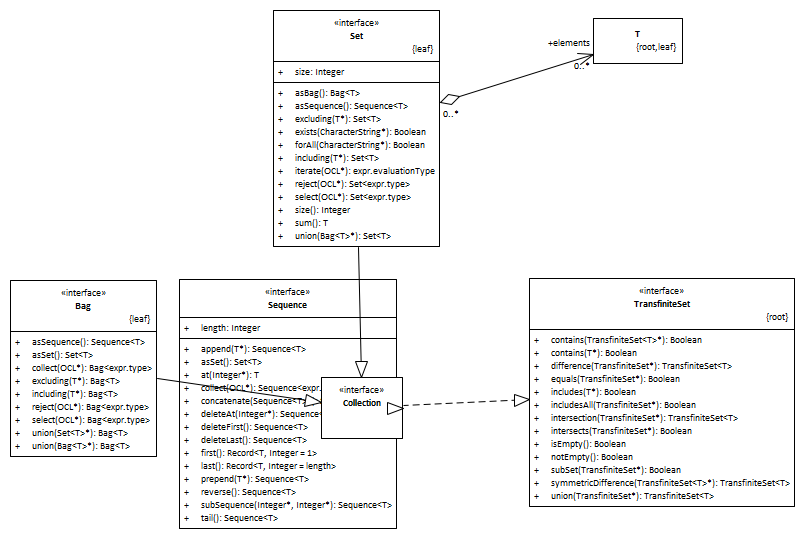 «interface»
Set
{leaf}
+ size: Integer
+ asBag(): Bag<T>
+ asSequence(): Sequence<T>
+ excluding(T*): Set<T>
+ exists(CharacterString*): Boolean
+ forAll(CharacterString*): Boolean
+ including(T*): Set<T>
+ iterate(OCL*): expr.evaluationType
+ reject(OCL*): Set<expr.type>
+ select(OCL*): Set<expr.type>
+ size(): Integer
+ sum(): T
+ union(Bag<T>*): Set<T>
+elements
0..*
0..*
T
{root,leaf}
«interface»
Bag
{leaf}
+ asSequence(): Sequence<T>
+ asSet(): Set<T>
+ collect(OCL*): Bag<expr.type>
+ excluding(T*): Bag<T>
+ including(T*): Bag<T>
+ reject(OCL*): Bag<expr.type>
+ select(OCL*): Bag<expr.type>
+ union(Set<T>*): Bag<T>
+ union(Bag<T>*): Bag<T>
«interface»
Sequence
+ length: Integer
+ append(T*): Sequence<T>
+ asSet(): Set<T>
+ at(Integer*): T
+ collect(OCL*): Sequence<expr.
+ concatenate(Sequence<T
+ deleteAt(Integer*): Sequence
+ deleteFirst(): Sequence<T>
+ deleteLast(): Sequence<T>
+ first(): Record<T, Integer = 1>
+ last(): Record<T, Integer = length>
+ prepend(T*): Sequence<T>
+ reverse(): Sequence<T>
+ subSequence(Integer*, Integer*): Sequence<T>
+ tail(): Sequence<T>
«interface»
Collection
«interface»
TransfiniteSet
{root}
+ contains(TransfiniteSet<T>*): Boolean
+ contains(T*): Boolean
+ difference(TransfiniteSet*): TransfiniteSet<T>
+ equals(TransfiniteSet*): Boolean
+ includes(T*): Boolean
+ includesAll(TransfiniteSet*): Boolean
+ intersection(TransfiniteSet*): TransfiniteSet<T>
+ intersects(TransfiniteSet*): Boolean
+ isEmpty(): Boolean
+ notEmpty(): Boolean
+ subSet(TransfiniteSet*): Boolean
+ symmetricDifference(TransfiniteSet<T>*): TransfiniteSet<T>
+ union(TransfiniteSet*): TransfiniteSet<T>